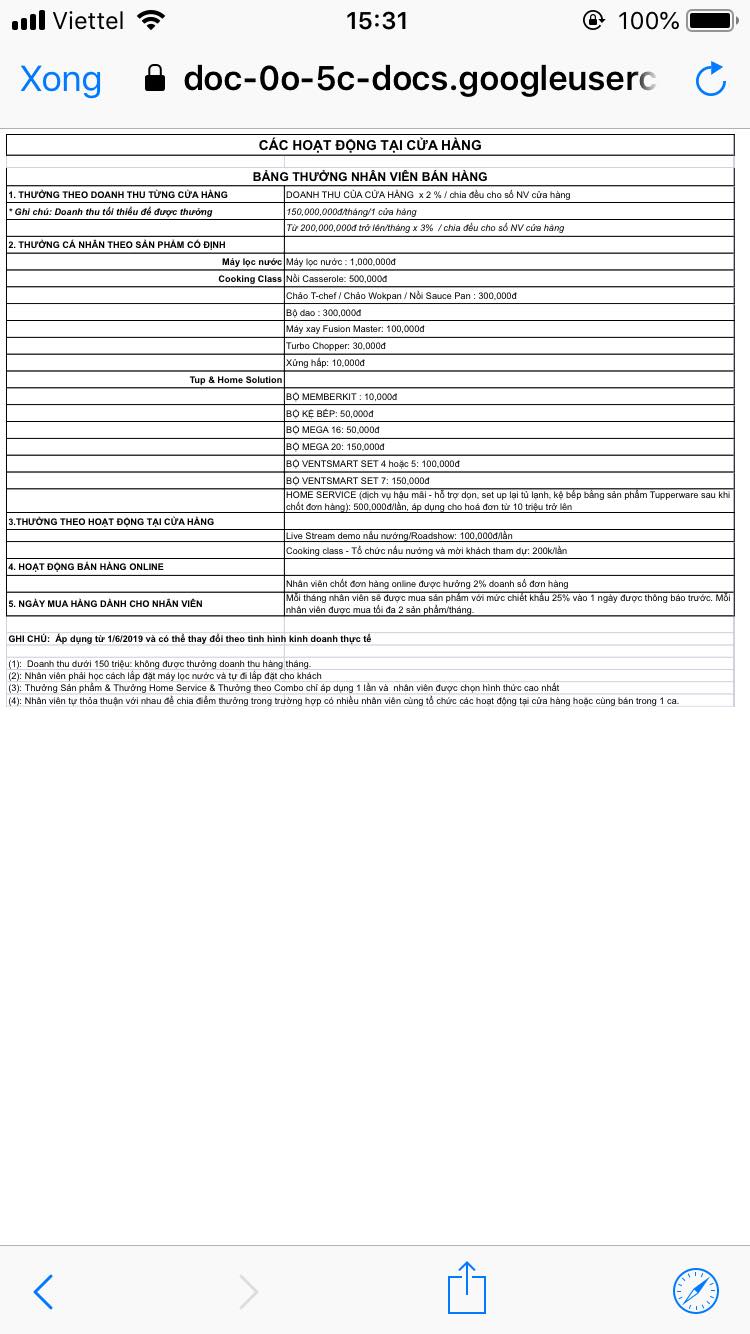 Viettel 15:31 100%
Xong doc-0o-5c-docs.googleuserc
CÁC HOẠT ĐỘNG TẠI CỬA HÀNG
BẢNG THƯỞNG NHÂN VIÊN BÁN HÀNG
1. THƯỞNG THEO DOANH THU TỪNG CỬA HÀNG DOANH THU CỦA CỬA HÀNG x 2 % / chia đều cho số NV cửa hàng
* Ghi chú: Doanh thu tối thiểu để được thưởng 150,000,000đ/tháng/1 cửa hàng
Từ 200,000,000đ trở lên/tháng x 3% / chia đều cho số NV cửa hàng
2. THƯỞNG CÁ NHÂN THEO SẢN PHẨM CỐ ĐỊNH
Máy lọc nước Máy lọc nước : 1,000,000đ
Cooking Class Nồi Casserole: 500,000đ
Chảo T-chef / Chảo Wokpan / Nồi Sauce Pan : 300,000đ
Bộ dao : 300,000đ
Máy xay Fusion Master: 100,000đ
Turbo Chopper: 30,000đ
Xửng hấp: 10,000đ
Tup & Home Solution
BỘ MEMBERKIT : 10,000đ
BỘ KỆ BẾP: 50,000đ
BỘ MEGA 16: 50,000đ
BỘ MEGA 20: 150,000đ
BỘ VENTSMART SET 4 hoặc 5: 100,000đ
BỘ VENTSMART SET 7: 150,000đ
HOME SERVICE (dịch vụ hậu mãi - hỗ trợ dọn, set up lại tủ lạnh, kệ bếp bằng sản phẩm Tupperware sau khi
chốt đơn hàng): 500,000đ/lần, áp dụng cho hoá đơn từ 10 triệu trở lên
3.THƯỞNG THEO HOẠT ĐỘNG TẠI CỬA HÀNG
Live Stream demo nấu nướng/Roadshow: 100,000đ/lần
Cooking class - Tổ chức nấu nướng và mời khách tham dự: 200k/lần
4. HOẠT ĐỘNG BÁN HÀNG ONLINE
Nhân viên chốt đơn hàng online được hưởng 2% doanh số đơn hàng
5. NGÀY MUA HÀNG DÀNH CHO NHÂN VIÊN Mỗi tháng nhân viên sẽ được mua sản phẩm với mức chiết khấu 25% vào 1 ngày được thông báo trước. Mỗi
nhân viên được mua tối đa 2 sản phẩm/tháng.
GHI CHÚ: Áp dụng từ 1/6/2019 và có thể thay đổi theo tình hình kinh doanh thực tế
(1): Doanh thu dưới 150 triệu: không được thưởng doanh thu hàng tháng.
(2): Nhân viên phải học cách lắp đặt máy lọc nước và tự đi lắp đặt cho khách
(3): Thưởng Sản phẩm & Thưởng Home Service & Thưởng theo Combo chỉ áp dụng 1 lần và nhân viên được chọn hình thức cao nhất
(4): Nhân viên tự thỏa thuận với nhau để chia điểm thưởng trong trường hợp có nhiều nhân viên cùng tổ chức các hoạt động tại cửa hàng hoặc cùng bán trong 1 ca.